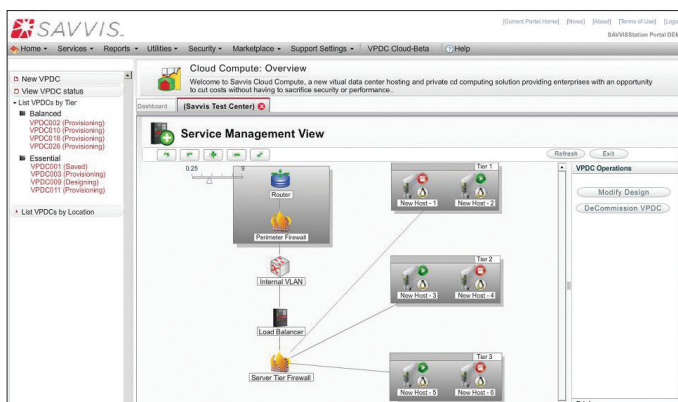 SAVVIS.
[Current Portal Home] [News] [About] [Terms of Use]
SAVVISStation Portal
Home Services Reports Utilities Security Marketplace Support Settings VPDC Cloud-Beta Help
New VPDC
View VPDC status
List VPDCs by Tier
Balanced
VPDC002 (Provisioning)
VPDC010 (Provisioning)
VPDC018 (Provisioning)
VPDC026 (Provisioning)
Essential
VPDC001 (Saved)
VPDC003 (Provisioning)
VPDC009 (Designing)
VPDC011 (Provisioning)
List VPDCs by Location
Cloud Compute: Overview
Welcome to Savvis Cloud Compute, a new vitual data center hosting and private cd computing solution providing enterprises with an opportunity
to cut costs without having to sacrifice security or performance..
Dashboard (Savvis Test Center)
Service Management View
Refresh Exit
0.25
Router
Perimeter Firewall
Internal VLAN
Load Balancer
Server Tier Firewall
Tier 1
New Host - 1 New Host - 2
Tier 2
New Host - 3 New Host - 4
Tier 3
New Host - 5 New Host - 6
VPDC Operations
Modify Design
DeCommission VPDC